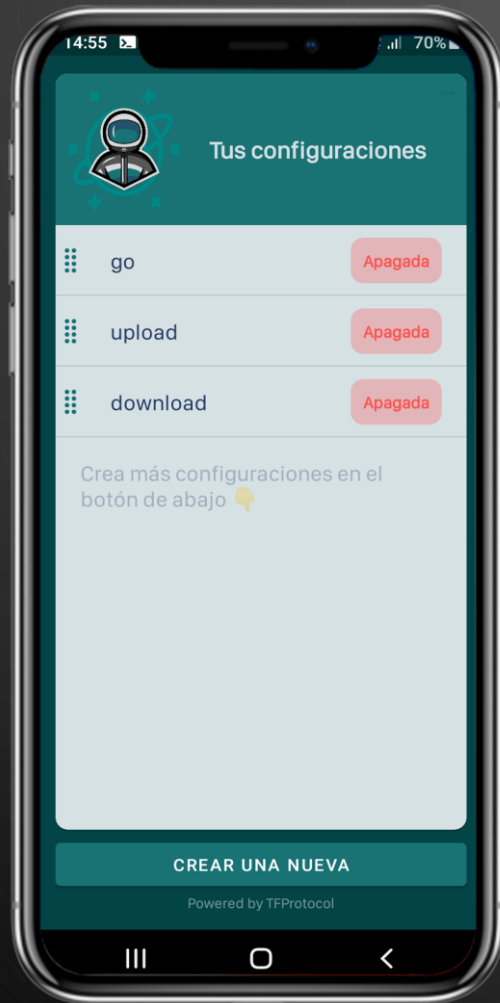 14:55
70%
Tus configuraciones
go
Apagada
upload
Apagada
download
Apagada
Crea más configuraciones en el
botón de abajo 👇
CREAR UNA NUEVA
Powered by TFProtocol